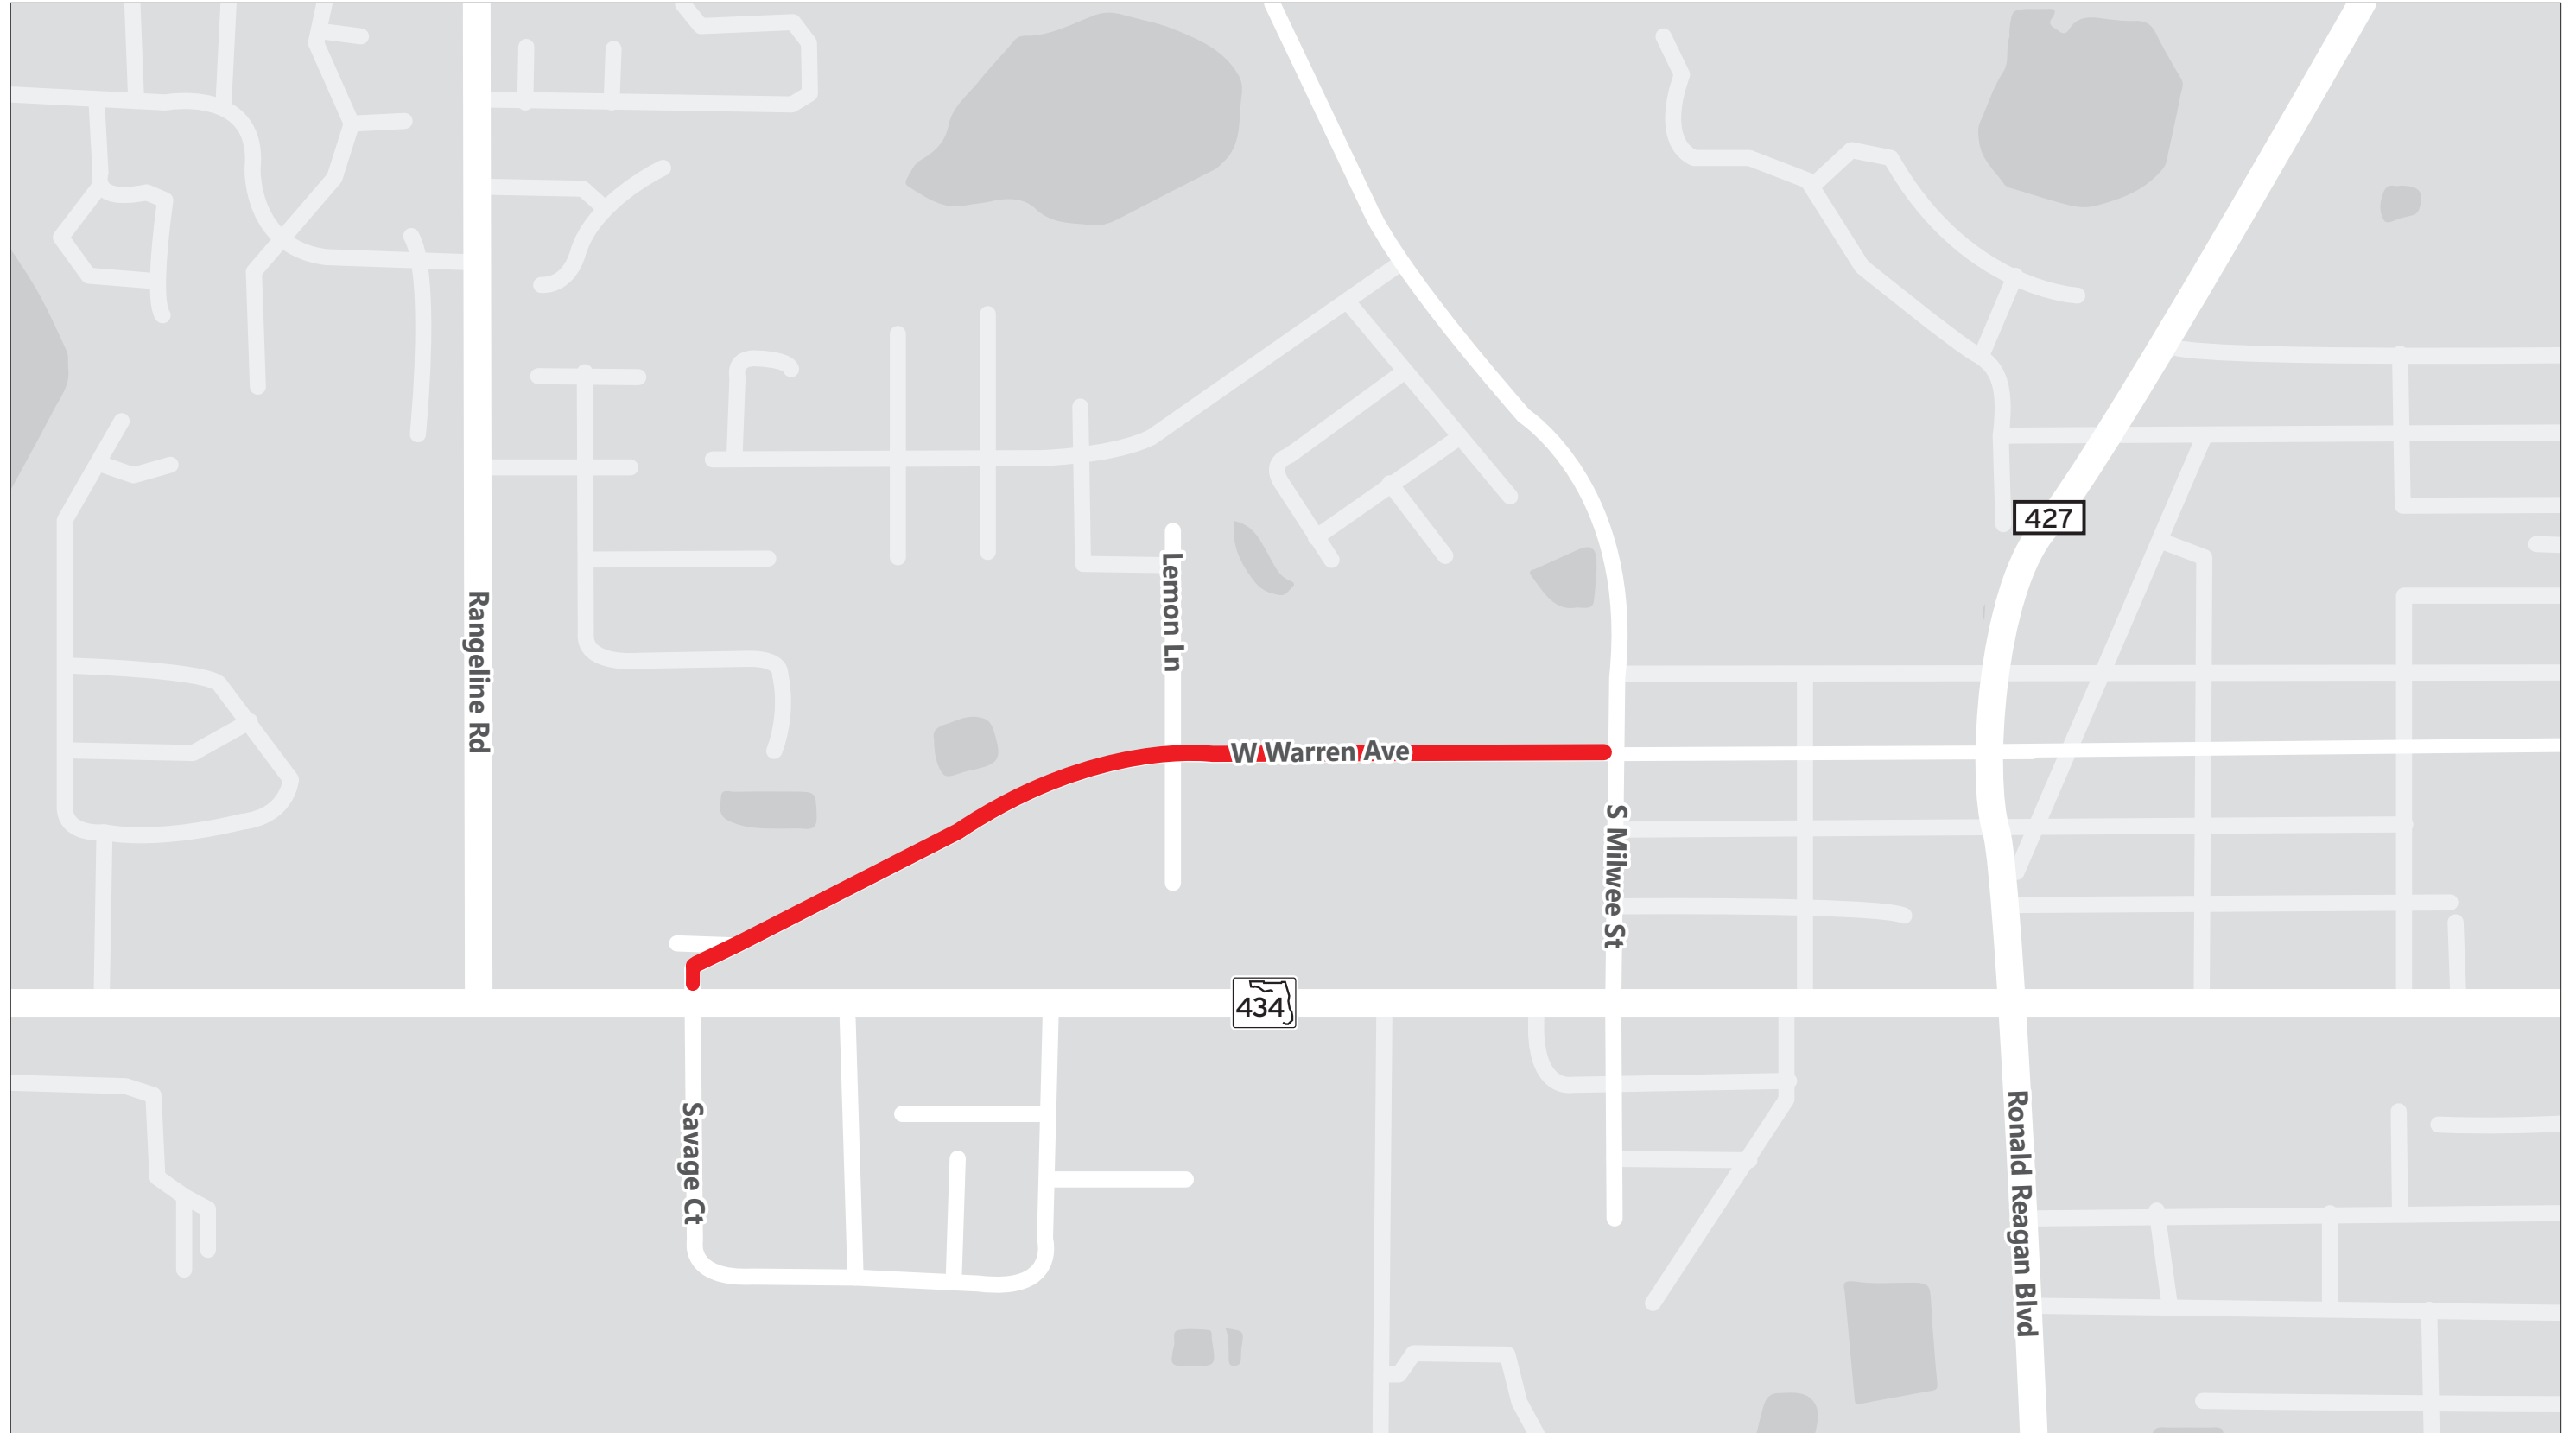 427
Lemon Ln
Rangeline Rd
W Warren Ave
S Milwee St
434
Savage Ct
Ronald Reagan Blvd